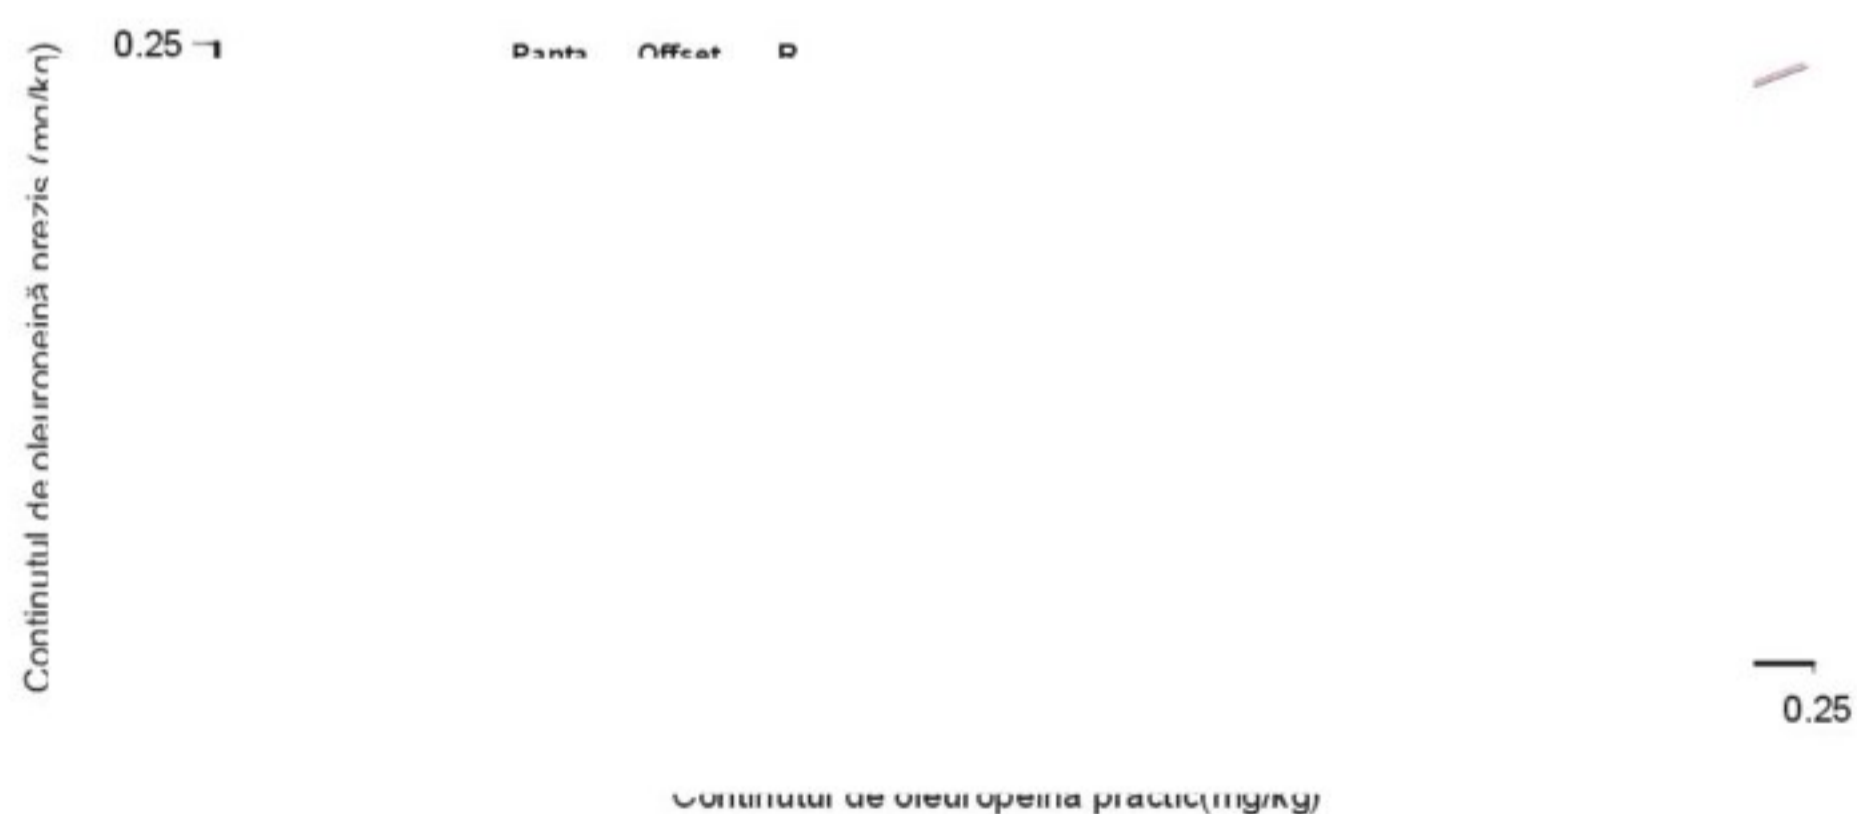 0.25
Panta Offset R
Continutul de oleuropeină prezis (mg/kg)
0.25
Continutul de oleuropeina practic(mg/kg)